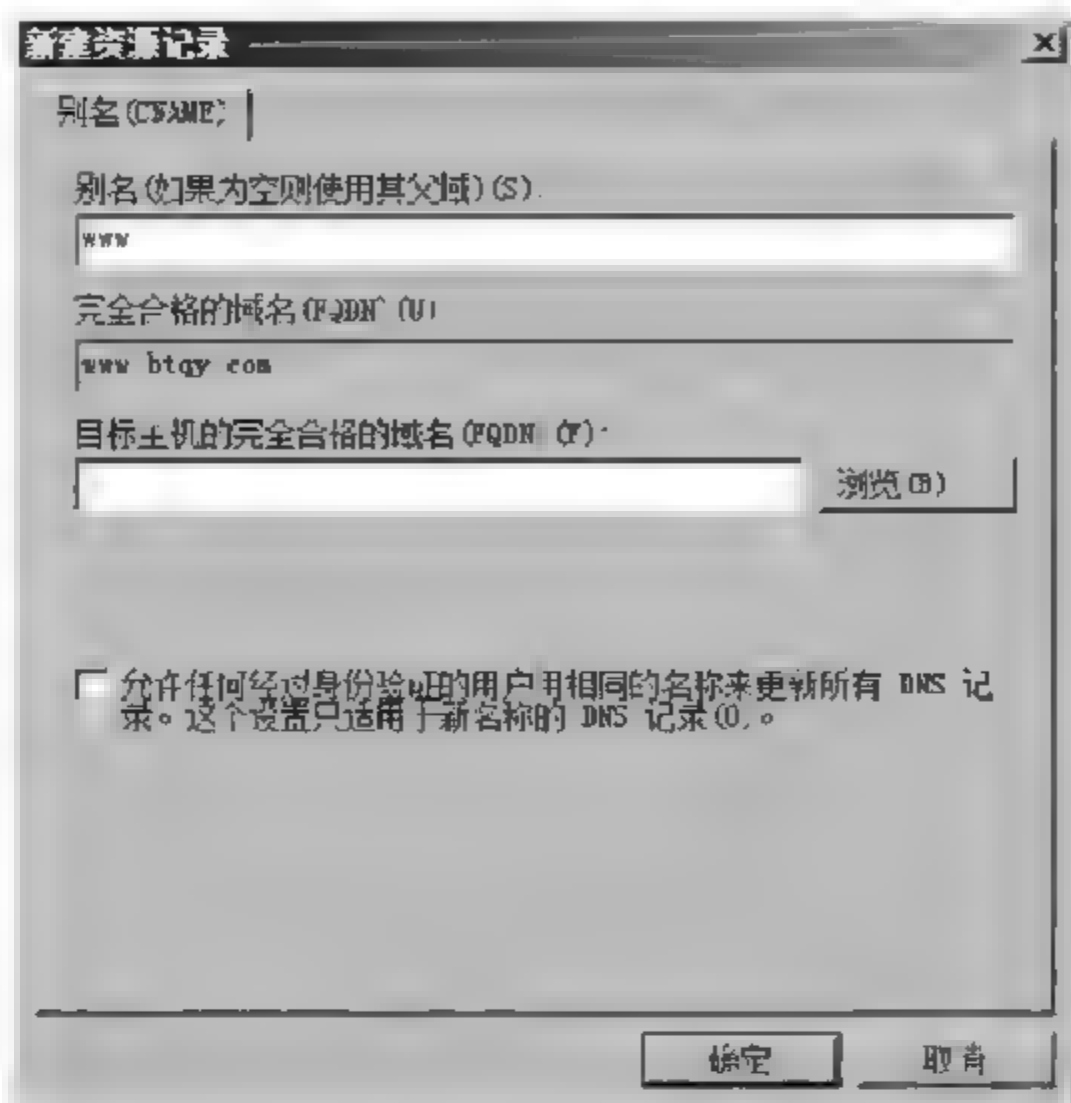 新建资源记录
别名(CNAME)
别名(如果为空则使用其父域)(S):
www
完全合格的域名(FQDN)(U)
www btqy com
目标主机的完全合格的域名(FQDN)(F):
浏览(B)
允许任何经过身份验证的用户用相同的名称来更新所有 DNS 记
录。这个设置只适用于新名称的 DNS 记录(O)。
确定
取消